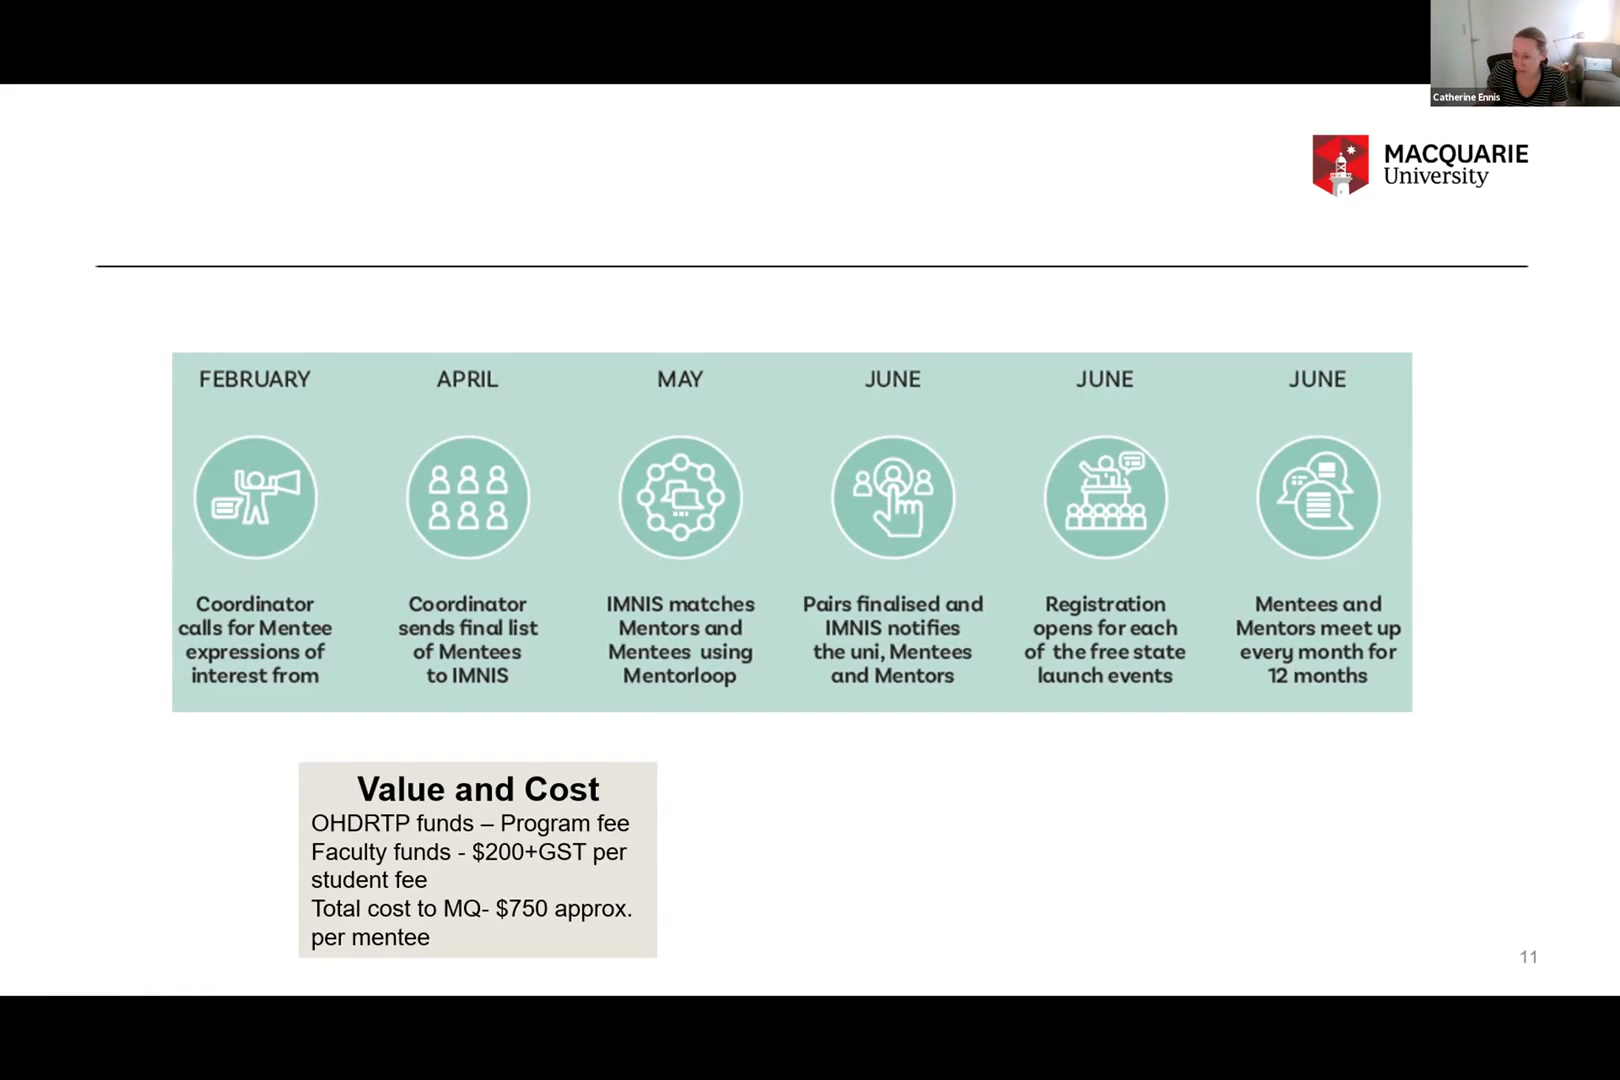 Catherine Ennis
MACQUARIE
University
FEBRUARY
APRIL
MAY
JUNE
JUNE
JUNE
Coordinator
calls for Mentee
expressions of
interest from
Coordinator
sends final list
of Mentees
to IMNIS
IMNIS matches
Mentors and
Mentees using
Mentorloop
Pairs finalised and
IMNIS notifies
the uni, Mentees
and Mentors
Registration
opens for each
of the free state
launch events
Mentees and
Mentors meet up
every month for
12 months
Value and Cost
OHDRTP funds – Program fee
Faculty funds - $200+GST per
student fee
Total cost to MQ- $750 approx.
per mentee
11